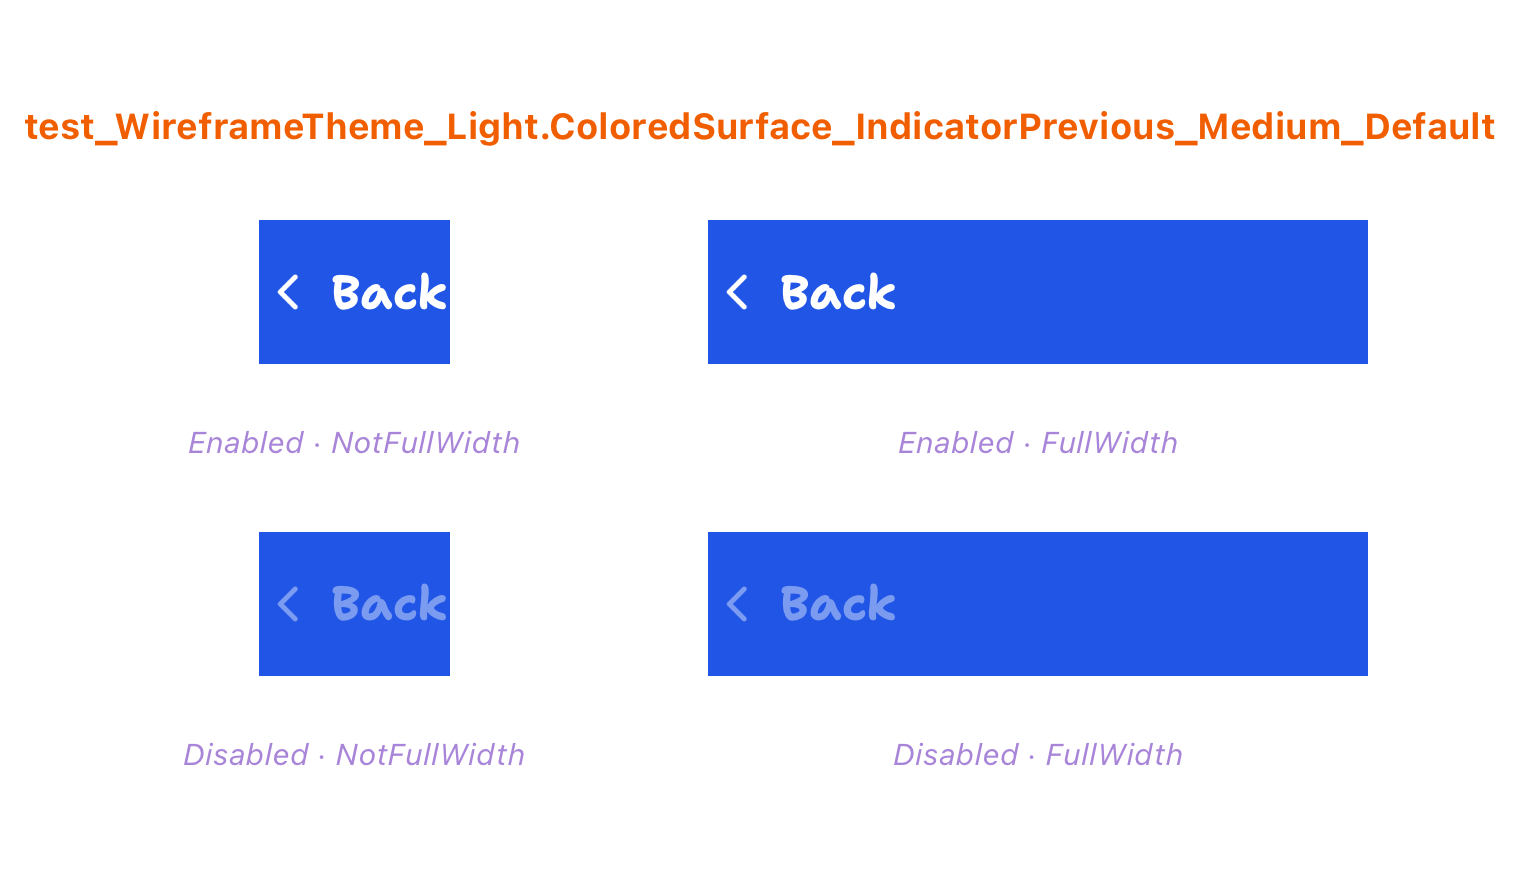 test_WireframeTheme_Light.ColoredSurface_IndicatorPrevious_Medium_Default
Back
Back
Enabled · NotFullWidth
Enabled · FullWidth
Back
Back
Disabled · NotFullWidth
Disabled · FullWidth